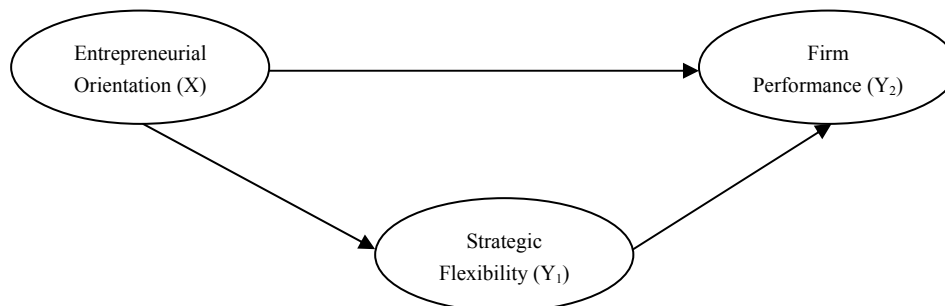 Entrepreneurial
Orientation (X)
Firm
Performance (Y₂)
Strategic
Flexibility (Y₁)